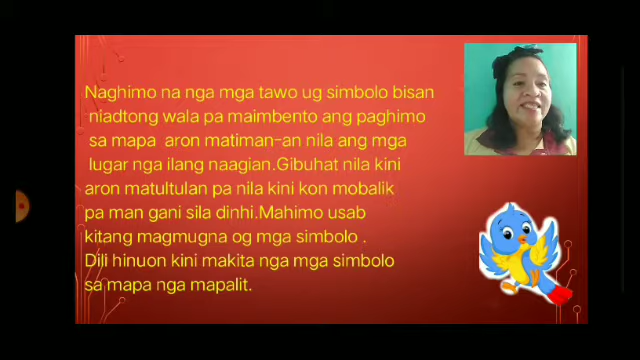 Naghimo na nga mga tawo ug simbolo bisan
niadtong wala pa maimbento ang paghimo
sa mapa aron matiman-an nila ang mga
lugar nga ilang naagian.Gibuhat nila kini
aron matultulan pa nila kini kon mobalik
pa man gani sila dinhi.Mahimo usab
kitang magmugna og mga simbolo .
Dili hinuon kini makita nga mga simbolo
sa mapa nga mapalit.